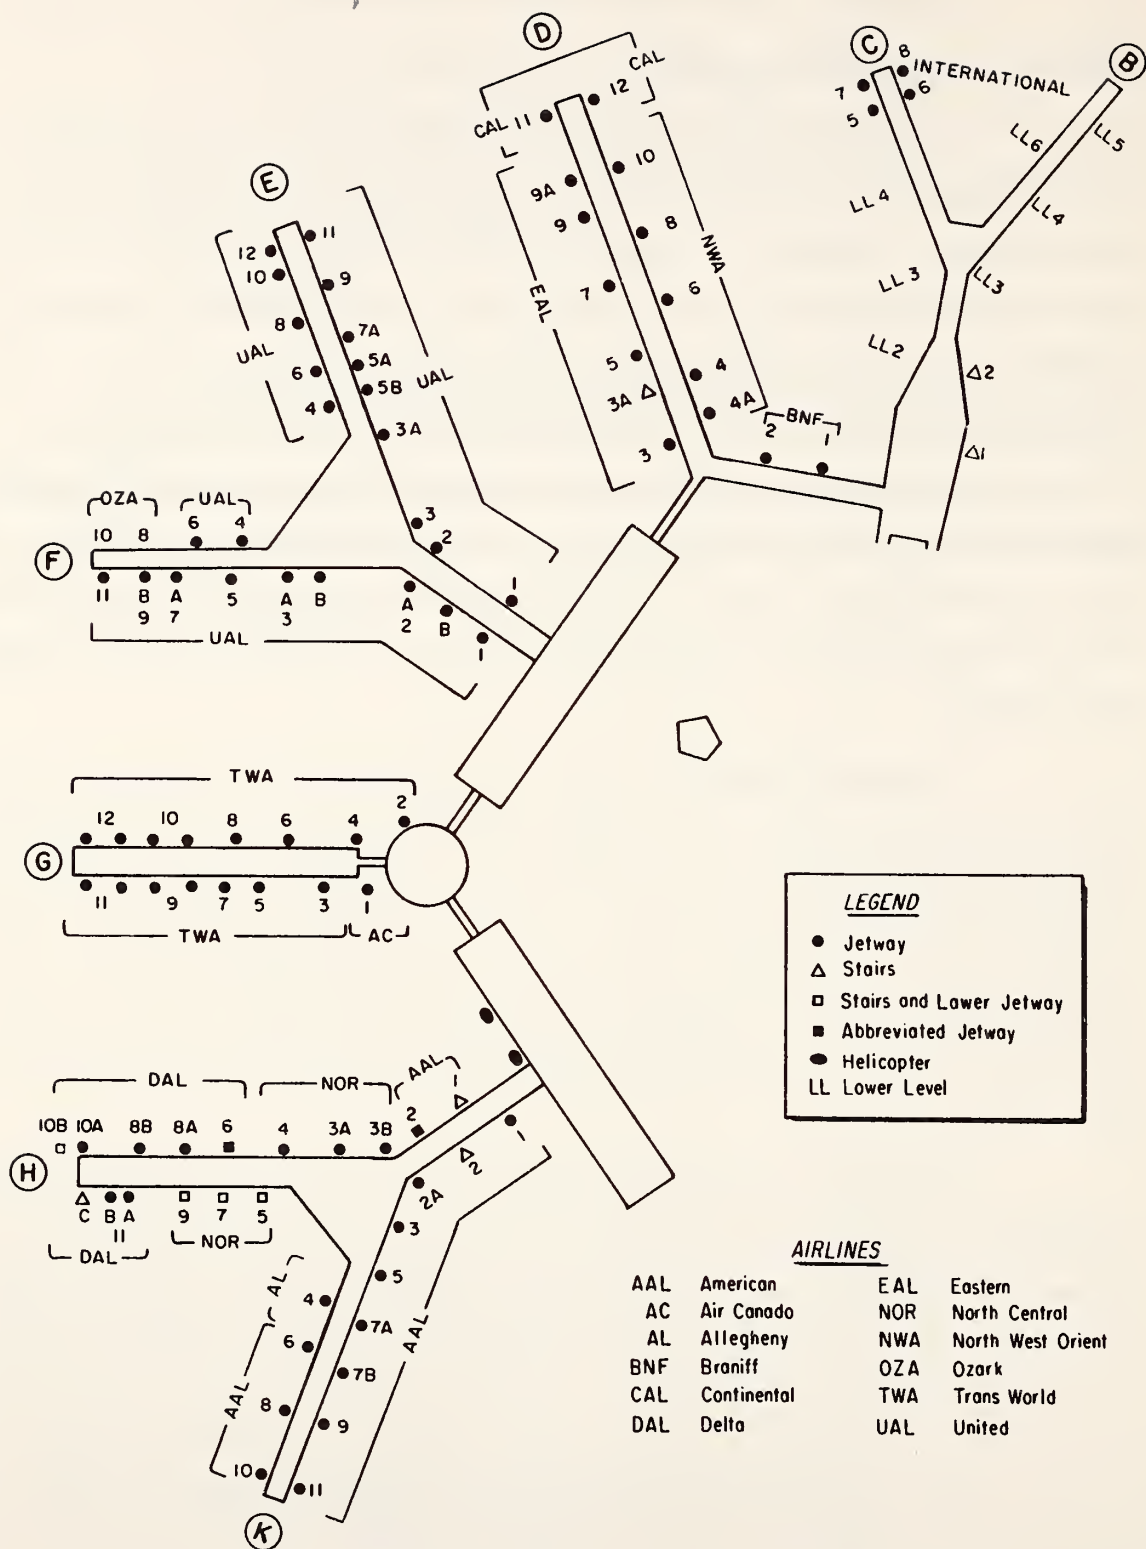 D
C
B
8
INTERNATIONAL
7
6
5
CAL
12
CAL 11
LL6
LL5
10
9A
LL4
LL4
9
8
NWA
E
11
12
10
9
EAL
7
6
LL3
LL3
8
7A
UAL
5A
UAL
LL2
6
5B
5
4
Δ2
4
3A
4A
3A
BNF
2
1
3
Δ1
OZA
UAL
10
8
6
4
3
2
F
1
11
B
9
A
7
5
A
3
B
A
2
B
1
UAL
TWA
12
10
8
6
4
2
G
11
9
7
5
3
1
TWA
AC
LEGEND
Jetway
Stairs
Stairs and Lower Jetway
Abbreviated Jetway
Helicopter
LL Lower Level
DAL
NOR
AAL
1
10B
10A
8B
8A
6
4
3A
3B
2
1
H
2
C
B
A
11
9
7
5
2A
DAL
NOR
3
AL
4
5
6
7A
AAL
AAL
7B
8
9
10
11
K
AIRLINES
AAL American
EAL Eastern
AC Air Canado
NOR North Central
AL Allegheny
NWA North West Orient
BNF Braniff
OZA Ozark
CAL Continental
TWA Trans World
DAL Delta
UAL United